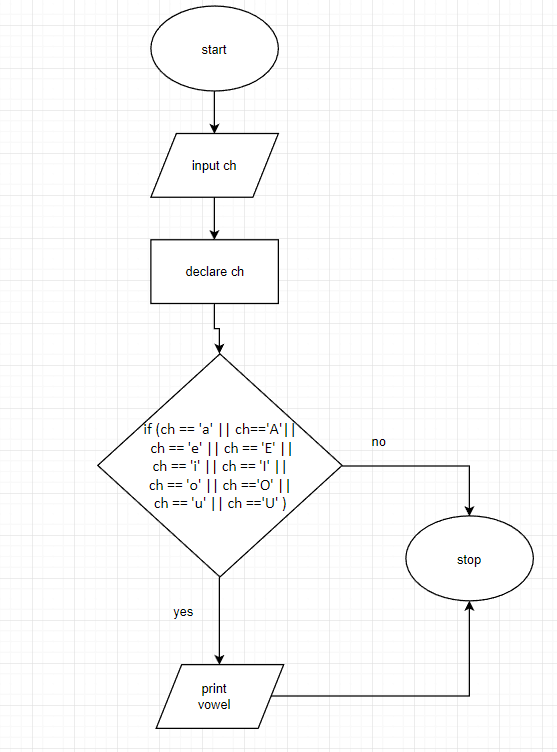 start
input ch
declare ch
if (ch == 'a' || ch=='A'||
ch == 'e' || ch == 'E' ||
ch == 'i' || ch == 'I' ||
ch == 'o' || ch =='O' ||
ch == 'u' || ch =='U' )
no
stop
yes
print
vowel